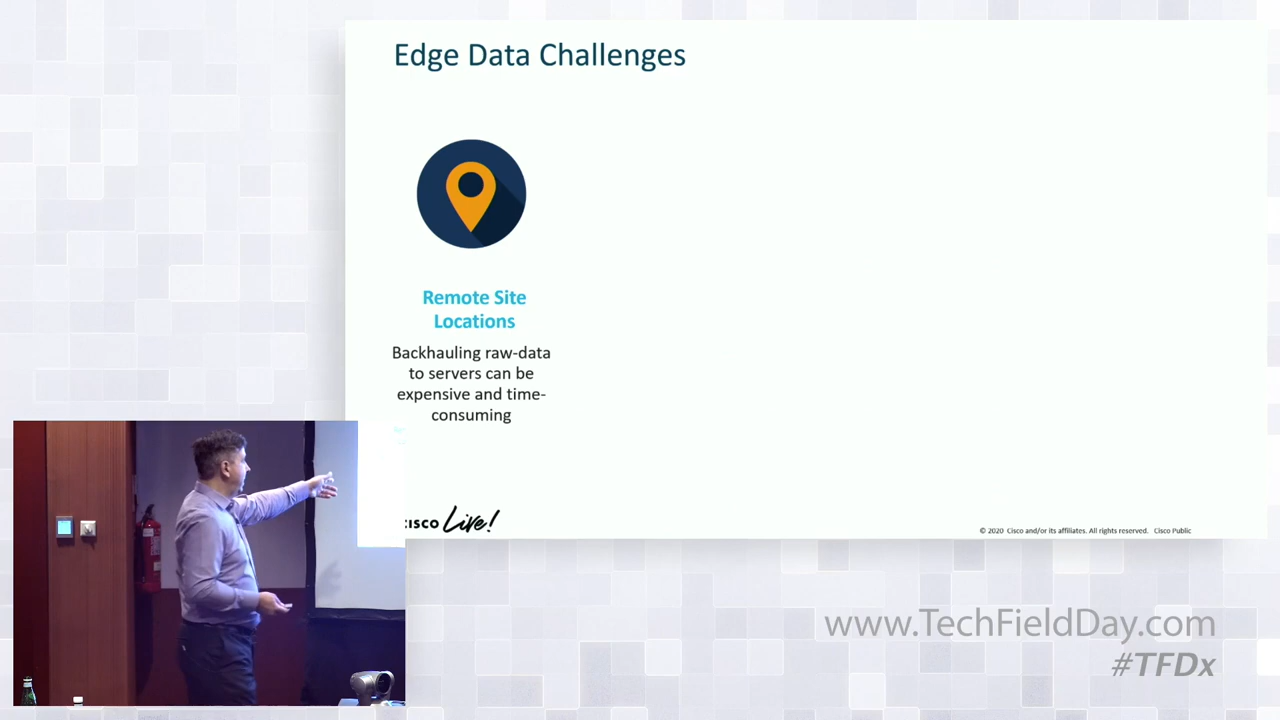 Edge Data Challenges
Remote Site
Locations
Backhauling raw-data
to servers can be
expensive and time-
consuming
CISCO Live!
© 2020 Cisco and/or its affiliates. All rights reserved. Cisco Public
www.TechFieldDay.com
#TFDx